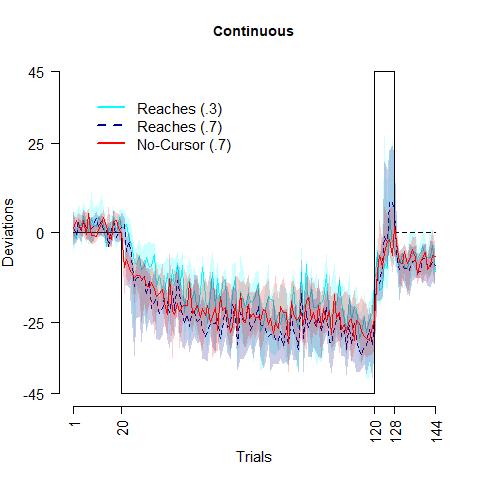 Continuous
45
25
0
-25
-45
Deviations
Reaches (.3)
Reaches (.7)
No-Cursor (.7)
1
20
120
128
144
Trials